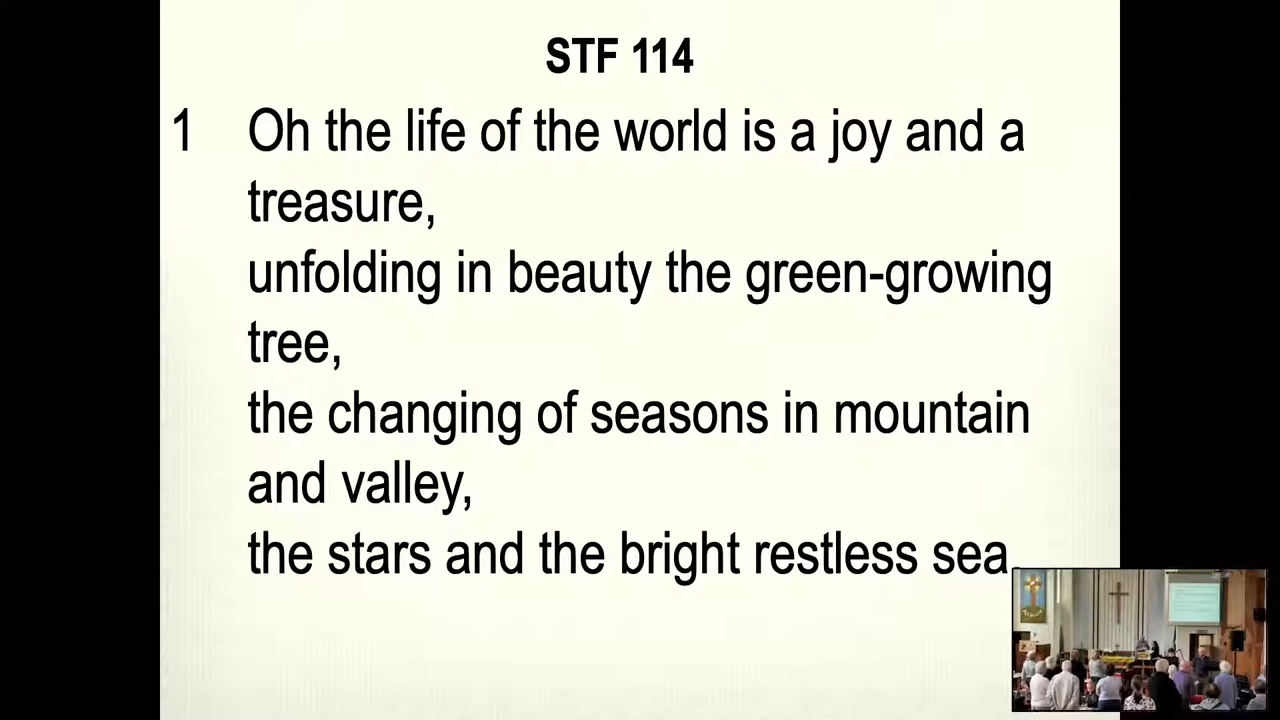 STF 114
1 Oh the life of the world is a joy and a
treasure,
unfolding in beauty the green-growing
tree,
the changing of seasons in mountain
and valley,
the stars and the bright restless sea